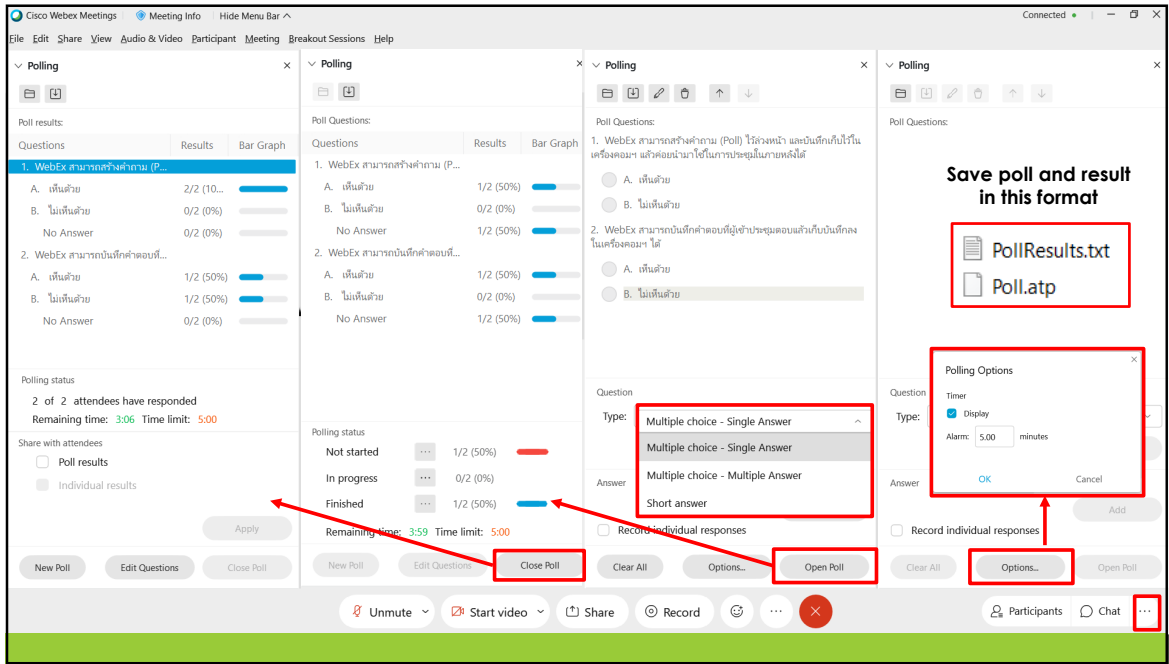 Cisco Webex Meetings Meeting Info Hide Menu Bar Connected
File Edit Share View Audio & Video Participant Meeting Breakout Sessions Help
Polling
Poll results:
Questions Results Bar Graph
1. WebEx สามารถสร้างคำถาม (P...
A. เห็นด้วย 2/2 (10...
B. ไม่เห็นด้วย 0/2 (0%)
No Answer 0/2 (0%)
2. WebEx สามารถบันทึกคำตอบที่...
A. เห็นด้วย 1/2 (50%)
B. ไม่เห็นด้วย 1/2 (50%)
No Answer 0/2 (0%)
Polling status
2 of 2 attendees have responded
Remaining time: 3:06 Time limit: 5:00
Share with attendees
Poll results
Individual results
Apply
New Poll Edit Questions Close Poll
Polling
Poll Questions:
Questions Results Bar Graph
1. WebEx สามารถสร้างคำถาม (P...
A. เห็นด้วย 1/2 (50%)
B. ไม่เห็นด้วย 0/2 (0%)
No Answer 1/2 (50%)
2. WebEx สามารถบันทึกคำตอบที่...
A. เห็นด้วย 1/2 (50%)
B. ไม่เห็นด้วย 0/2 (0%)
No Answer 1/2 (50%)
Polling status
Not started ... 1/2 (50%)
In progress ... 0/2 (0%)
Finished ... 1/2 (50%)
Remaining time: 3:59 Time limit: 5:00
New Poll Edit Questions Close Poll
Polling
Poll Questions:
1. WebEx สามารถสร้างคำถาม (Poll) ไว้ล่วงหน้า และบันทึกเก็บไว้ใน
เครื่องคอมฯ แล้วค่อยนำมาใช้ในการประชุมในภายหลังได้
A. เห็นด้วย
B. ไม่เห็นด้วย
2. WebEx สามารถบันทึกคำตอบที่ผู้เข้าประชุมตอบแล้วเก็บบันทึกลง
ในเครื่องคอมฯ ได้
A. เห็นด้วย
B. ไม่เห็นด้วย
Question
Type: Multiple choice - Single Answer
Multiple choice - Single Answer
Multiple choice - Multiple Answer
Short answer
Answer
Record individual responses
Clear All Options... Open Poll
Polling
Poll Questions:
Save poll and result
in this format
PollResults.txt
Poll.atp
Polling Options
Timer
Display
Alarm: 5.00 minutes
OK Cancel
Question
Type:
Answer
Add
Record individual responses
Clear All Options... Open Poll
Unmute Start video Share Record ... Participants Chat ...